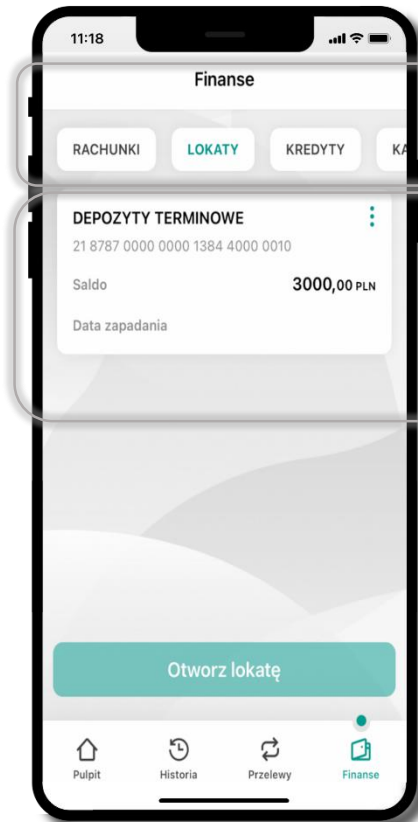 11:18
Finanse
RACHUNKI LOKATY KREDYTY KA
DEPOZYTY TERMINOWE
21 8787 0000 0000 1384 4000 0010
Saldo 3000,00 PLN
Data zapadania
Otworz lokatę
Pulpit Historia Przelewy Finanse